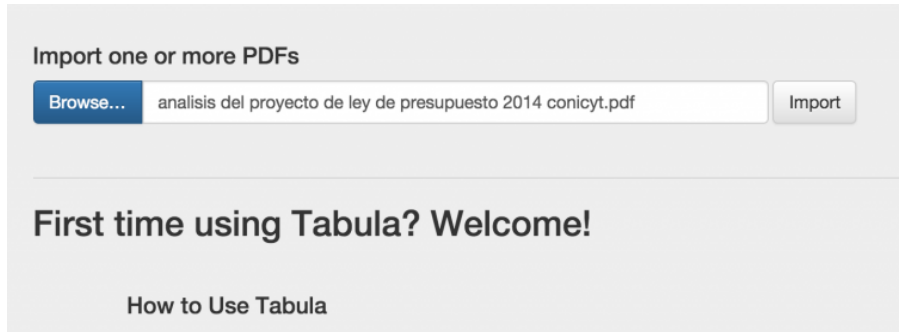 Import one or more PDFs
Browse... analisis del proyecto de ley de presupuesto 2014 conicyt.pdf Import
First time using Tabula? Welcome!
How to Use Tabula